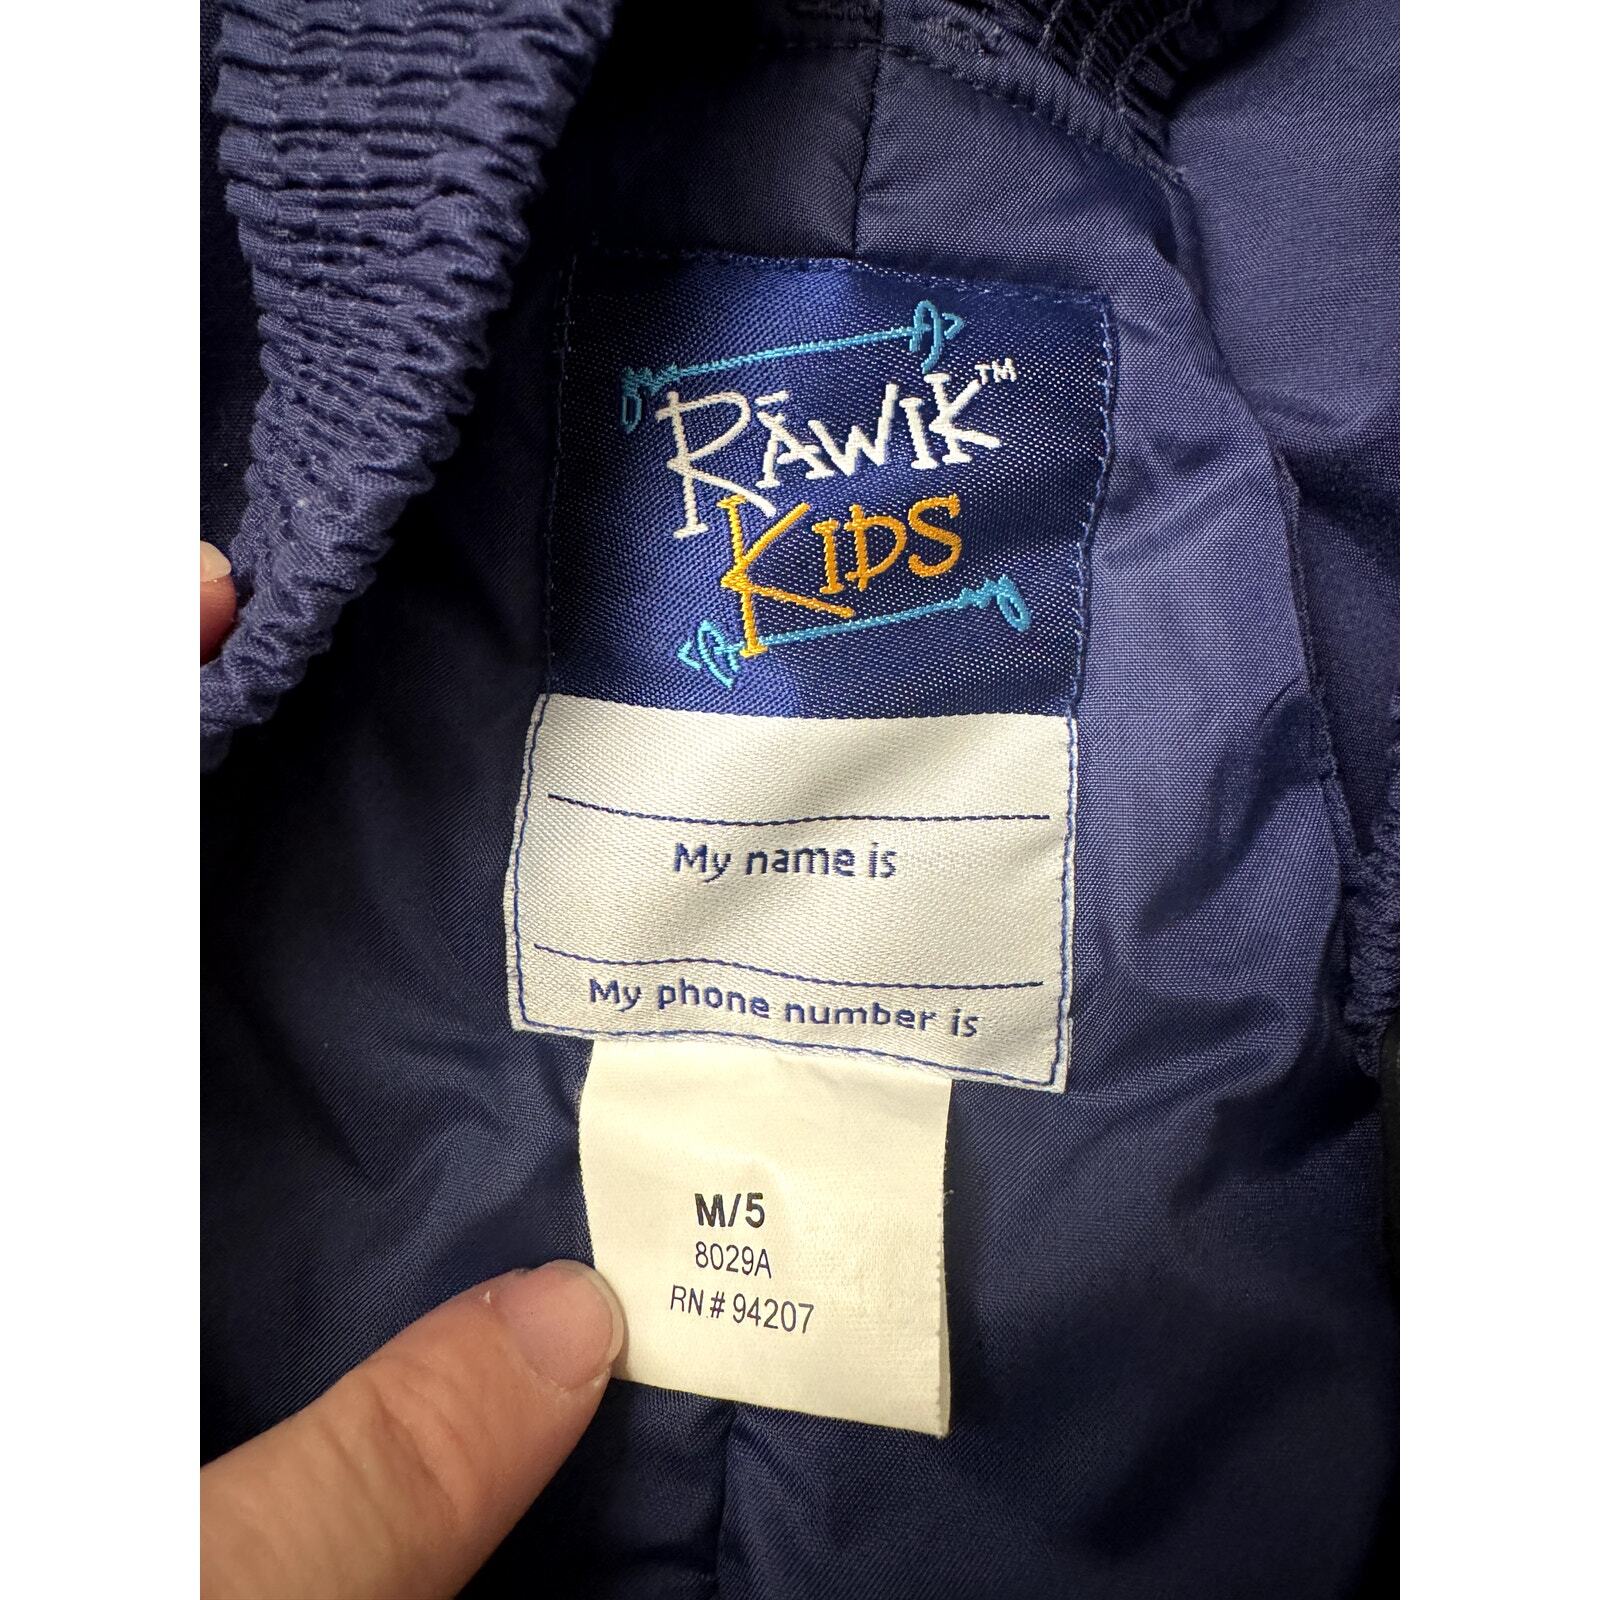 RĀWIK™
KIDS
My name is
My phone number is
M/5
8029A
RN# 94207